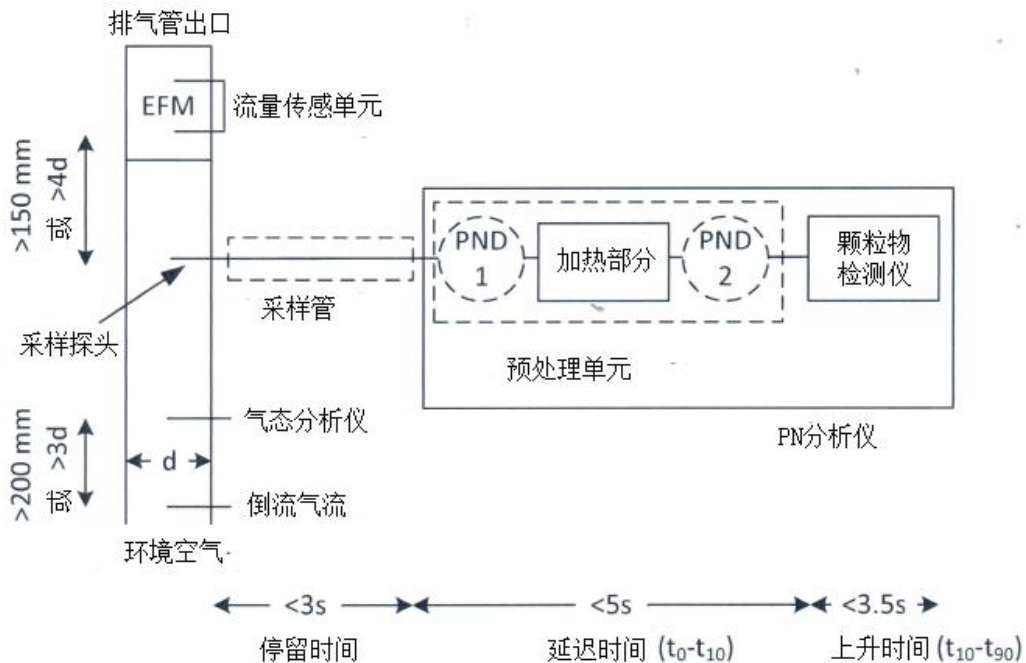 排气管出口
EFM
流量传感单元
>150 mm
或 >4d
PND
1
加热部分
PND
2
颗粒物
检测仪
采样管
采样探头
预处理单元
气态分析仪
PN分析仪
>200 mm
或 >3d
d
倒流气流
环境空气
<3s
<5s
<3.5s
停留时间
延迟时间 (t₀-t₁₀)
上升时间 (t₁₀-t₉₀)